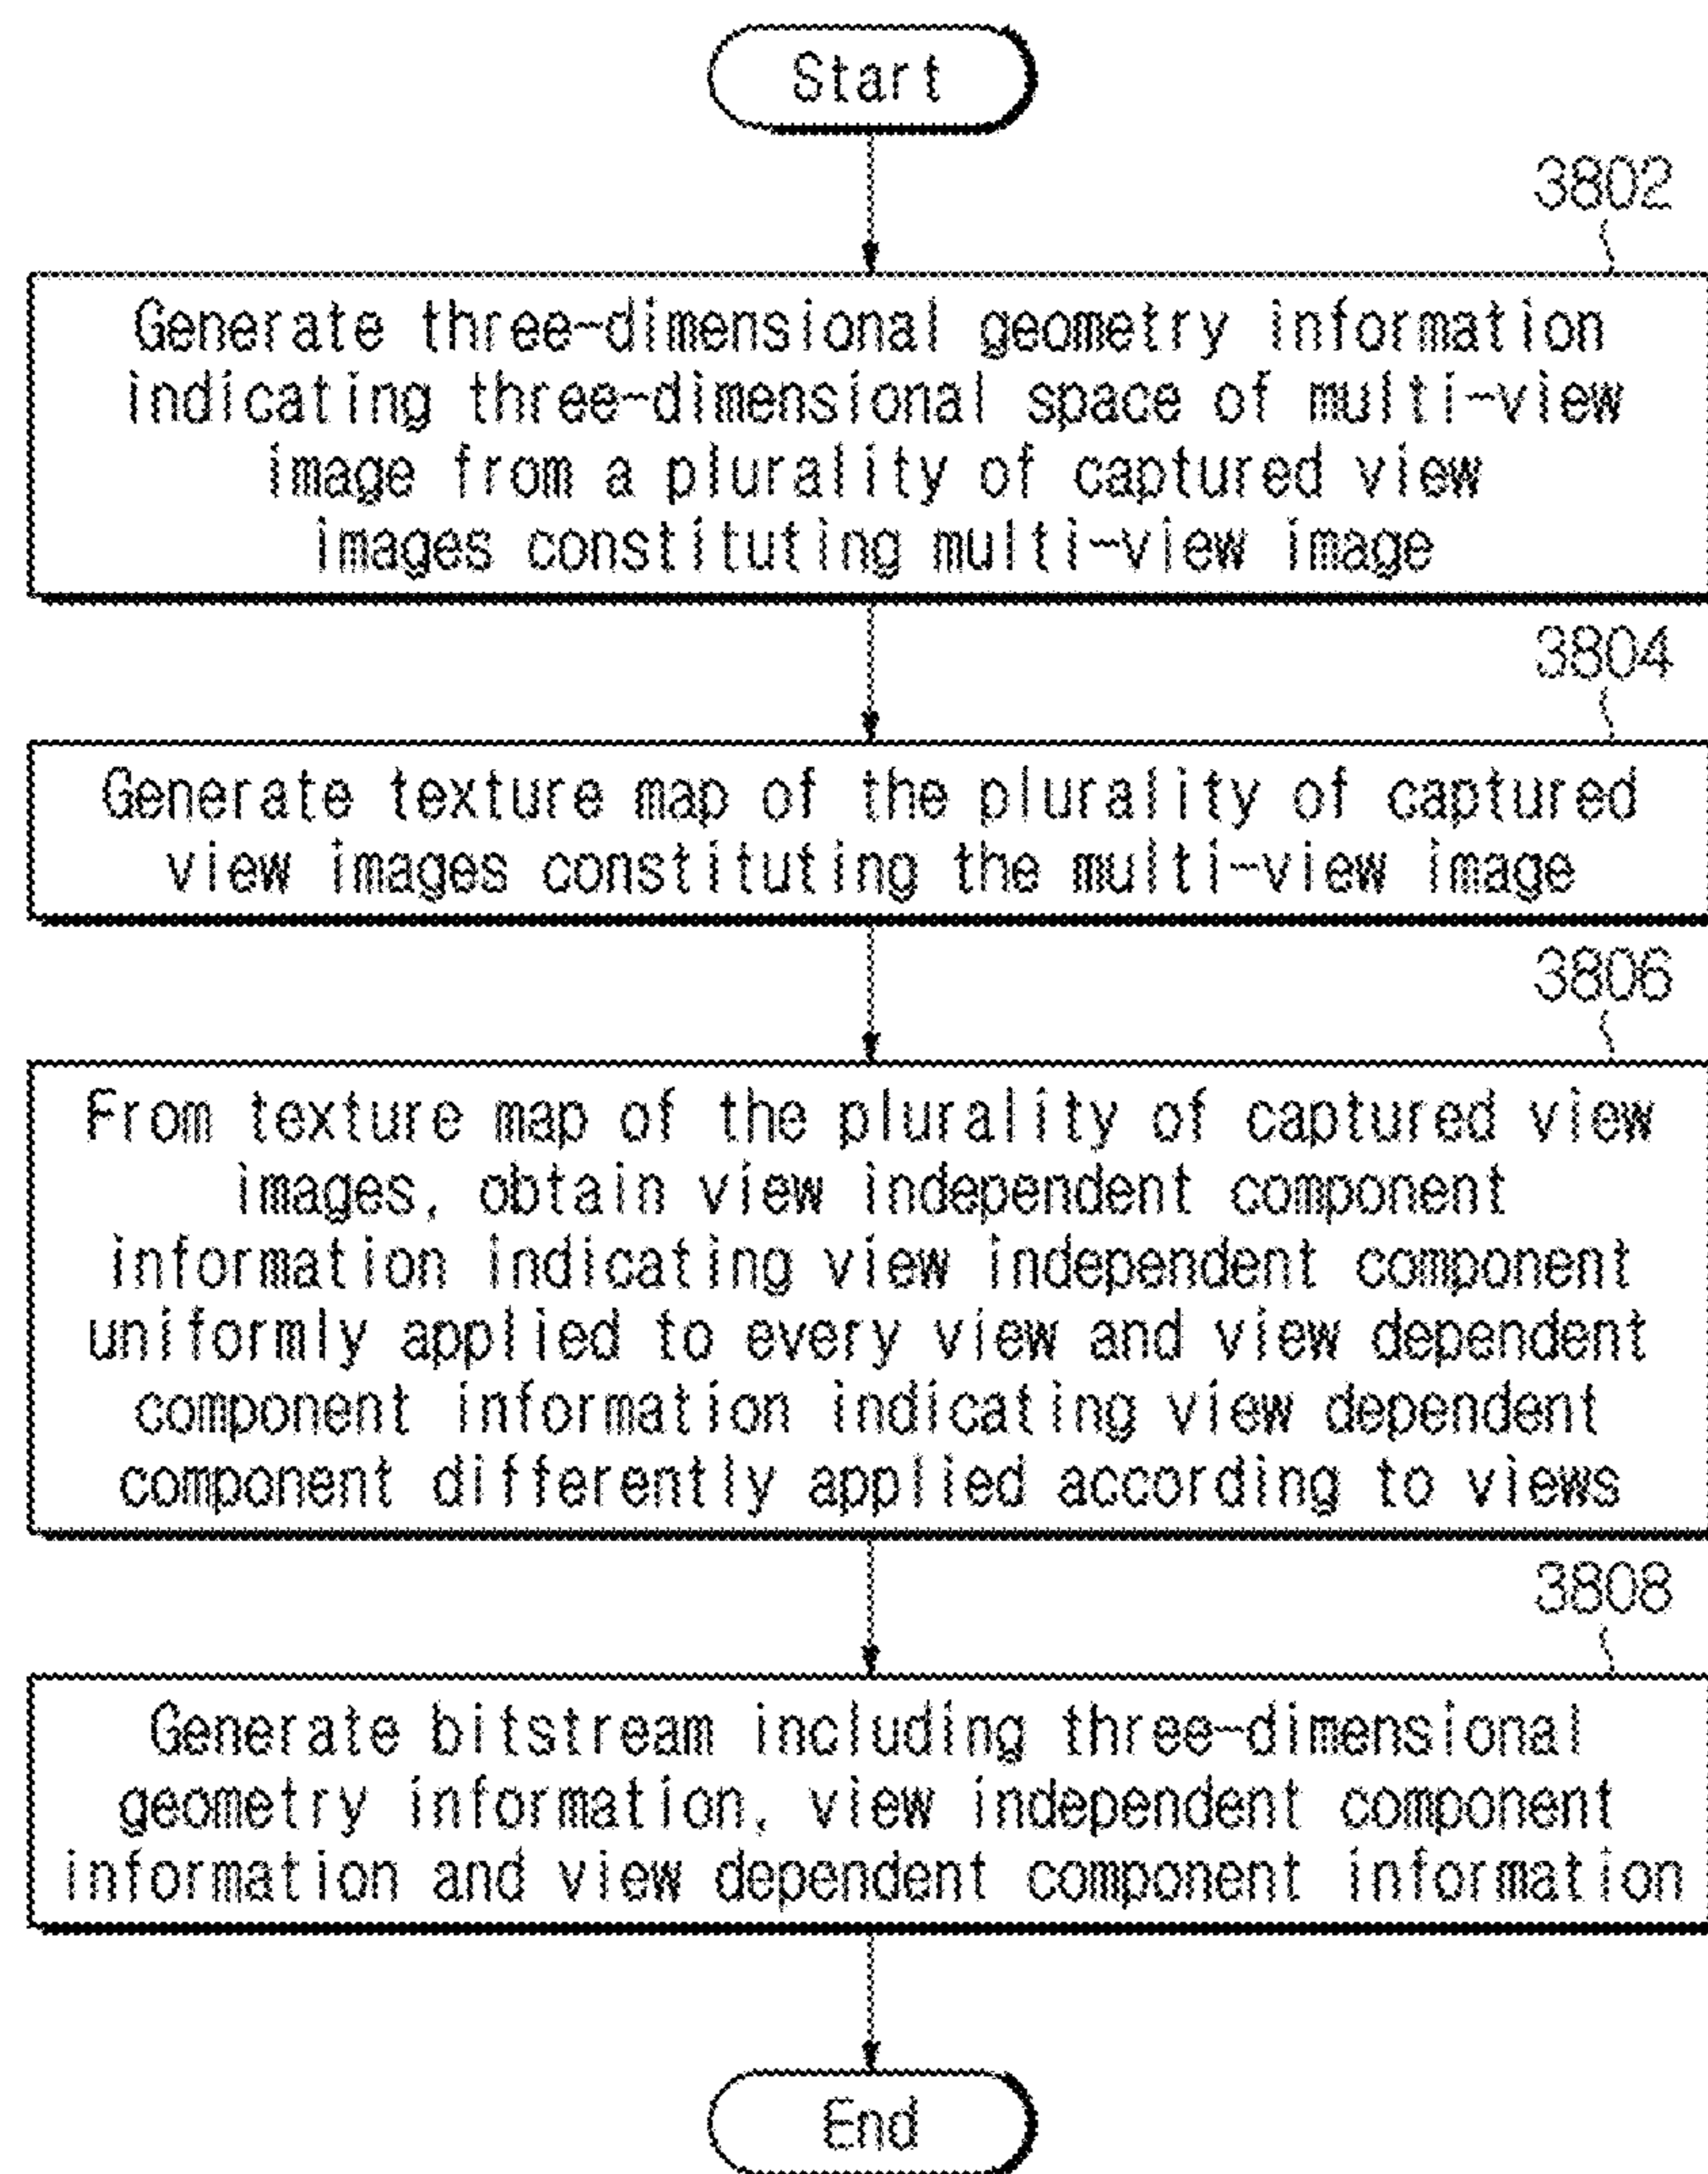 Start
3802
Generate three-dimensional geometry information
indicating three-dimensional space of multi-view
image from a plurality of captured view
images constituting multi-view image
3804
Generate texture map of the plurality of captured
view images constituting the multi-view image
3806
From texture map of the plurality of captured view
images, obtain view independent component
information indicating view independent component
uniformly applied to every view and view dependent
component information indicating view dependent
component differently applied according to views
3808
Generate bitstream including three-dimensional
geometry information, view independent component
information and view dependent component information
End